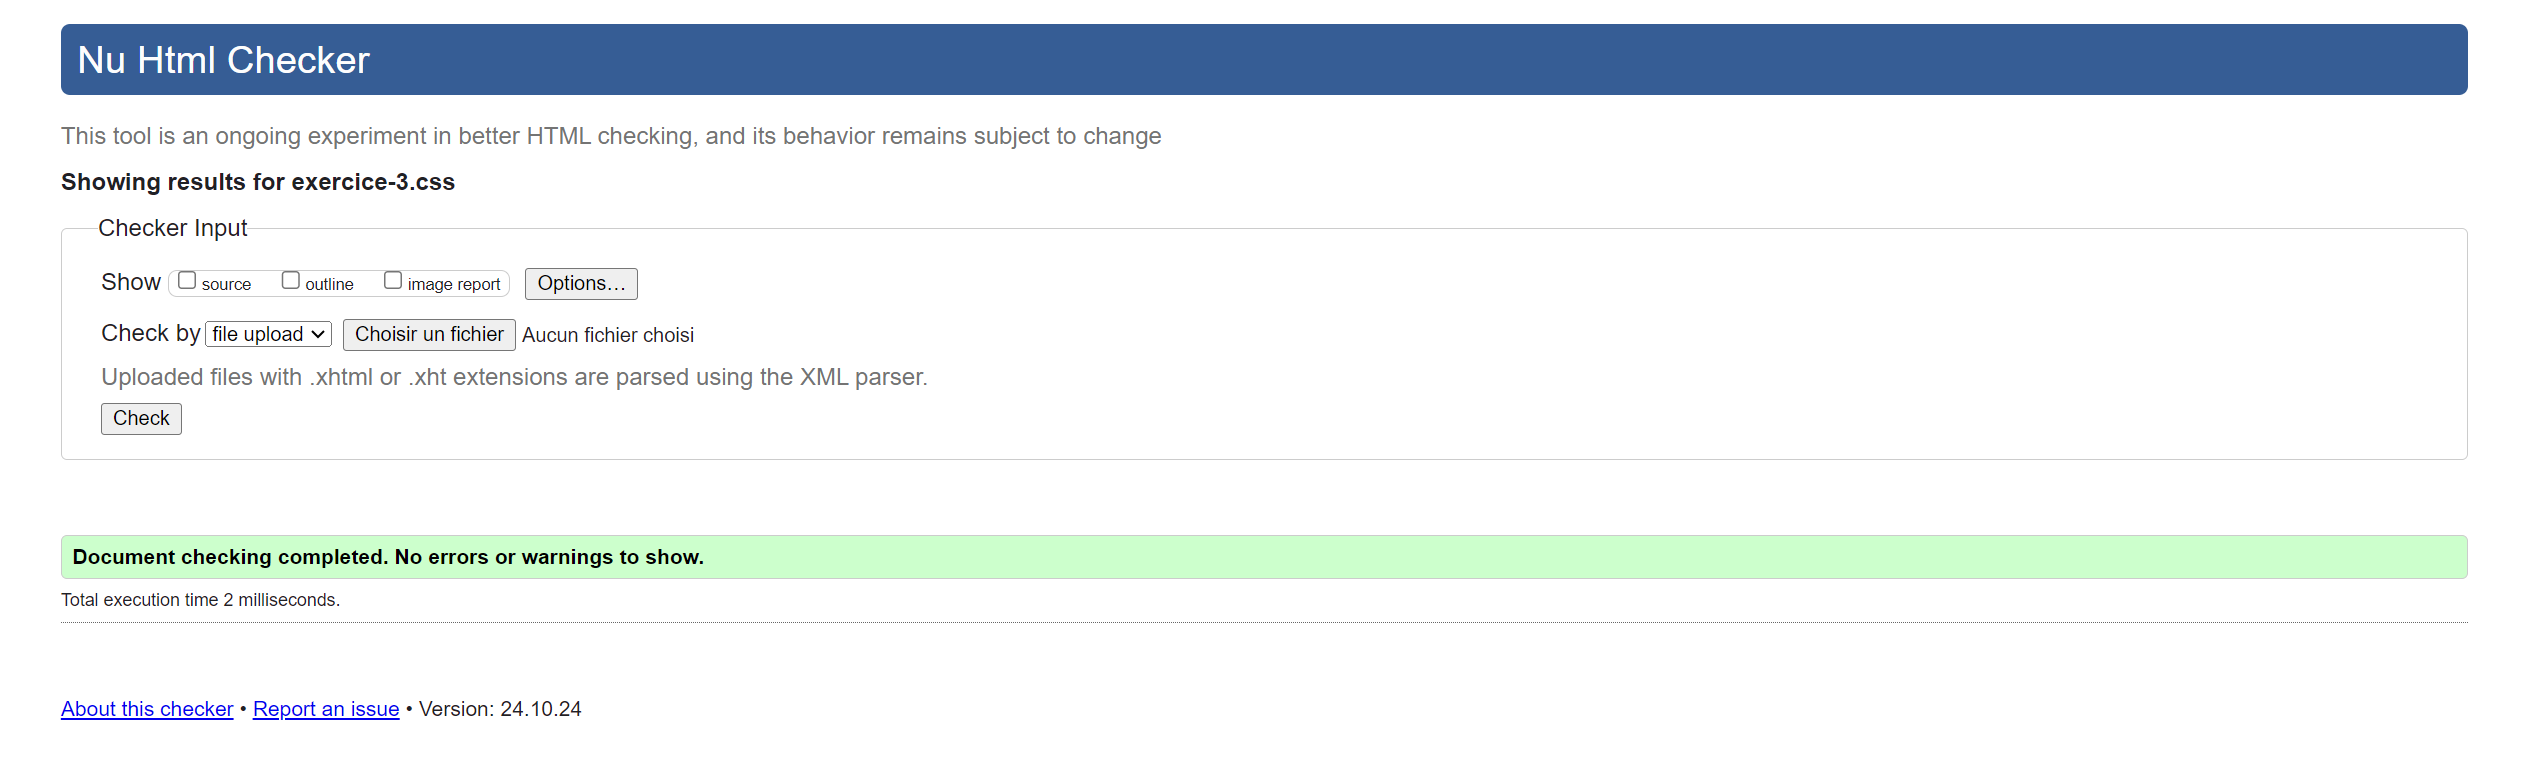 Nu Html Checker
This tool is an ongoing experiment in better HTML checking, and its behavior remains subject to change
Showing results for exercice-3.css
Checker Input
Show source outline image report Options...
Check by file upload Choisir un fichier Aucun fichier choisi
Uploaded files with .xhtml or .xht extensions are parsed using the XML parser.
Check
Document checking completed. No errors or warnings to show.
Total execution time 2 milliseconds.
About this checker • Report an issue • Version: 24.10.24